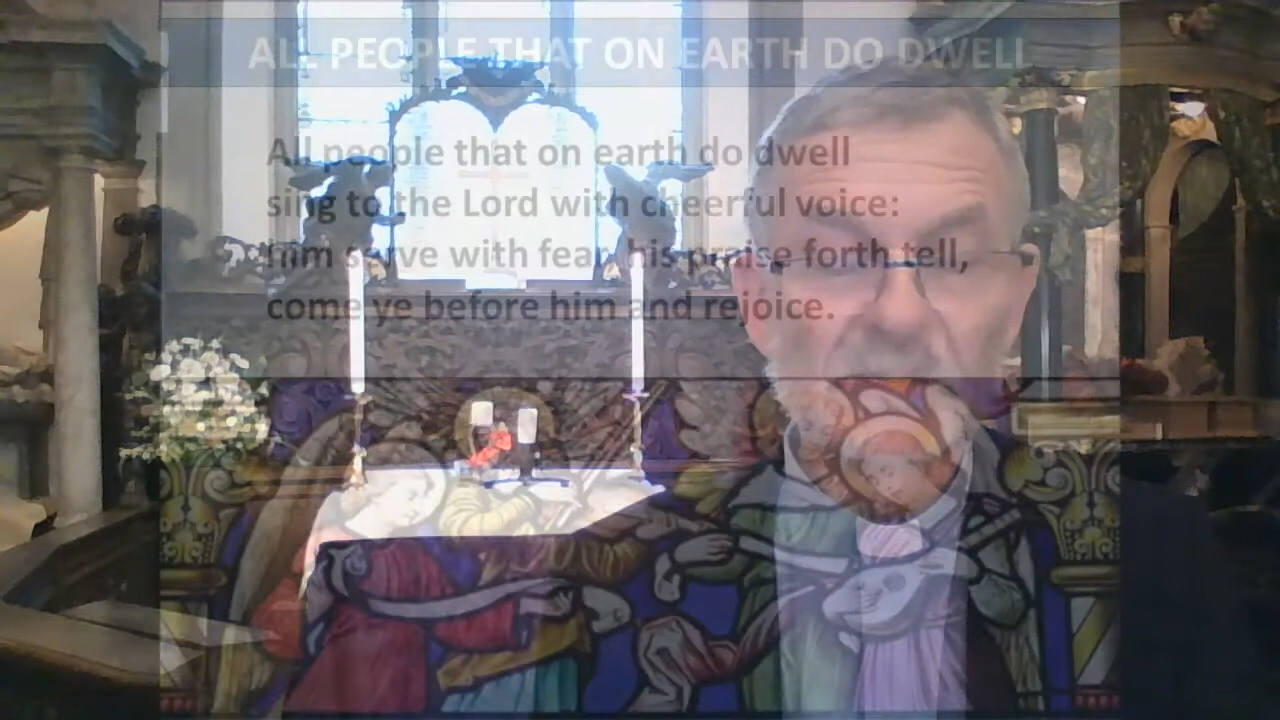 ALL PEOPLE THAT ON EARTH DO DWELL
All people that on earth do dwell
sing to the Lord with cheerful voice:
him serve with fear, his praise forth tell,
come ye before him and rejoice.